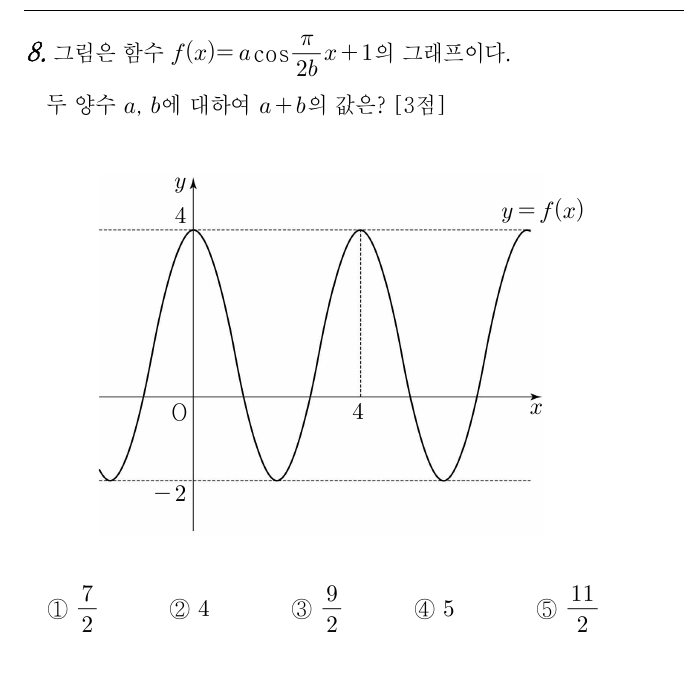 8. 그림은 함수 f(x)=a cos π/2b x+1의 그래프이다.
두 양수 a, b에 대하여 a+b의 값은? [3점]
y
4
y=f(x)
O
4
x
−2
① 7/2 ② 4 ③ 9/2 ④ 5 ⑤ 11/2